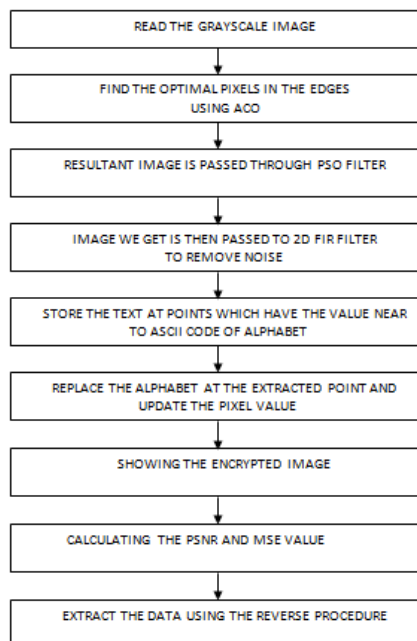 READ THE GRAYSCALE IMAGE
FIND THE OPTIMAL PIXELS IN THE EDGES
USING ACO
RESULTANT IMAGE IS PASSED THROUGH PSO FILTER
IMAGE WE GET IS THEN PASSED TO 2D FIR FILTER
TO REMOVE NOISE
STORE THE TEXT AT POINTS WHICH HAVE THE VALUE NEAR
TO ASCII CODE OF ALPHABET
REPLACE THE ALPHABET AT THE EXTRACTED POINT AND
UPDATE THE PIXEL VALUE
SHOWING THE ENCRYPTED IMAGE
CALCULATING THE PSNR AND MSE VALUE
EXTRACT THE DATA USING THE REVERSE PROCEDURE